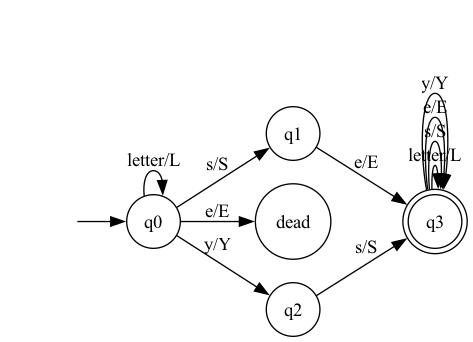 y/Y
e/E
s/S
letter/L
letter/L
s/S
q1
e/E
q0
e/E
dead
q3
y/Y
s/S
q2